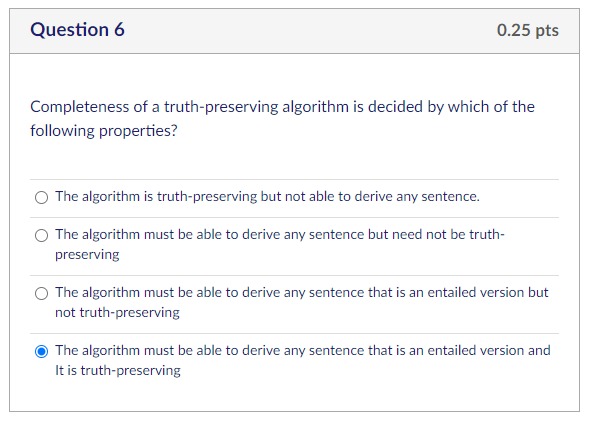 Question 6
0.25 pts
Completeness of a truth-preserving algorithm is decided by which of the
following properties?
The algorithm is truth-preserving but not able to derive any sentence.
The algorithm must be able to derive any sentence but need not be truth-
preserving
The algorithm must be able to derive any sentence that is an entailed version but
not truth-preserving
The algorithm must be able to derive any sentence that is an entailed version and
It is truth-preserving